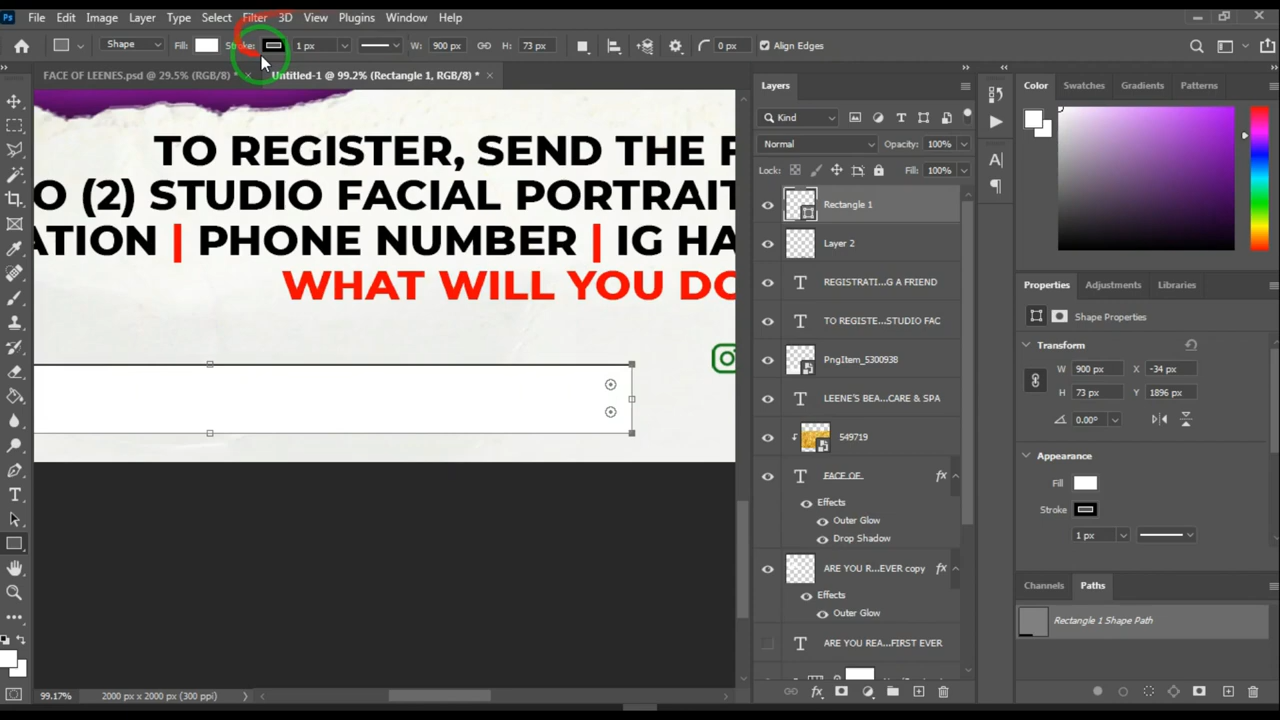 Ps File Edit Image Layer Type Select Filter 3D View Plugins Window Help
Shape Fill: Stroke: 1 px W: 900 px H: 73 px 0 px Align Edges
FACE OF LEENES.psd @ 29.5% (RGB/8) * × Untitled-1 @ 99.2% (Rectangle 1, RGB/8) * ×
TO REGISTER, SEND THE F
O (2) STUDIO FACIAL PORTRAIT
ATION | PHONE NUMBER | IG HA
WHAT WILL YOU DO
99.17% 2000 px x 2000 px (300 ppi)
Layers
Kind
Normal Opacity: 100%
Lock: Fill: 100%
Rectangle 1
Layer 2
REGISTRATI...G A FRIEND
TO REGISTE...STUDIO FAC
PngItem_5300938
LEENE'S BEA...CARE & SPA
549719
FACE OF fx
Effects
Outer Glow
Drop Shadow
ARE YOU R...EVER copy fx
Effects
Outer Glow
ARE YOU REA...FIRST EVER
Color Swatches Gradients Patterns
Properties Adjustments Libraries
Shape Properties
Transform
W 900 px X -34 px
H 73 px Y 1896 px
0.00°
Appearance
Fill
Stroke
1 px
Channels Paths
Rectangle 1 Shape Path